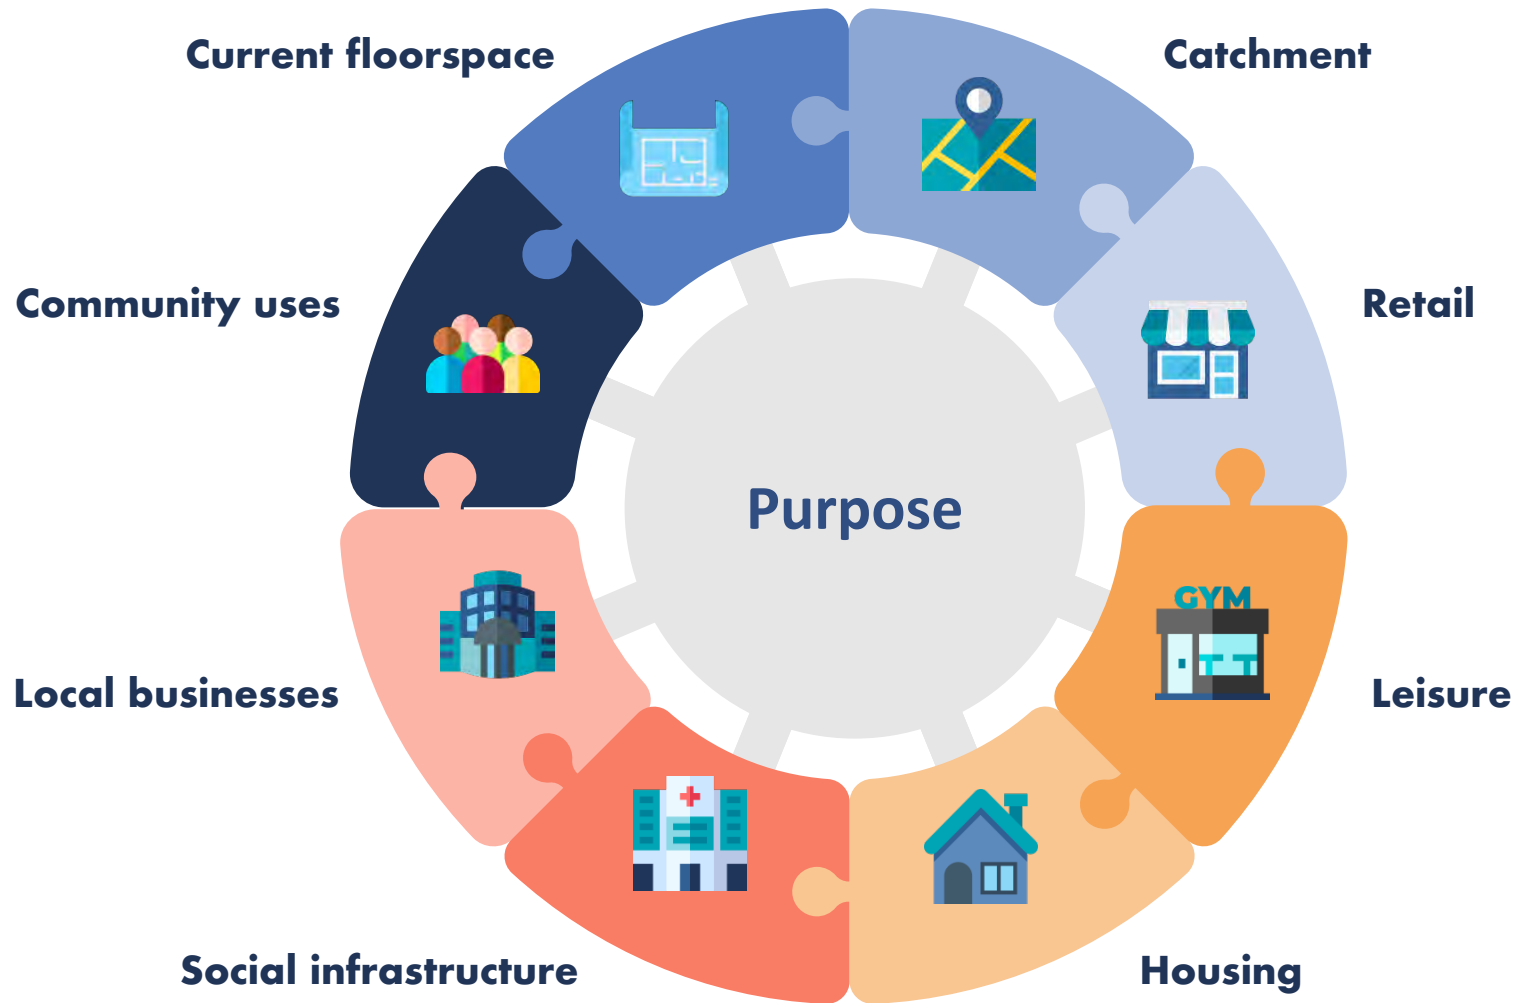 Current floorspace
Catchment
Community uses
Retail
Purpose
GYM
Local businesses
Leisure
Social infrastructure
Housing